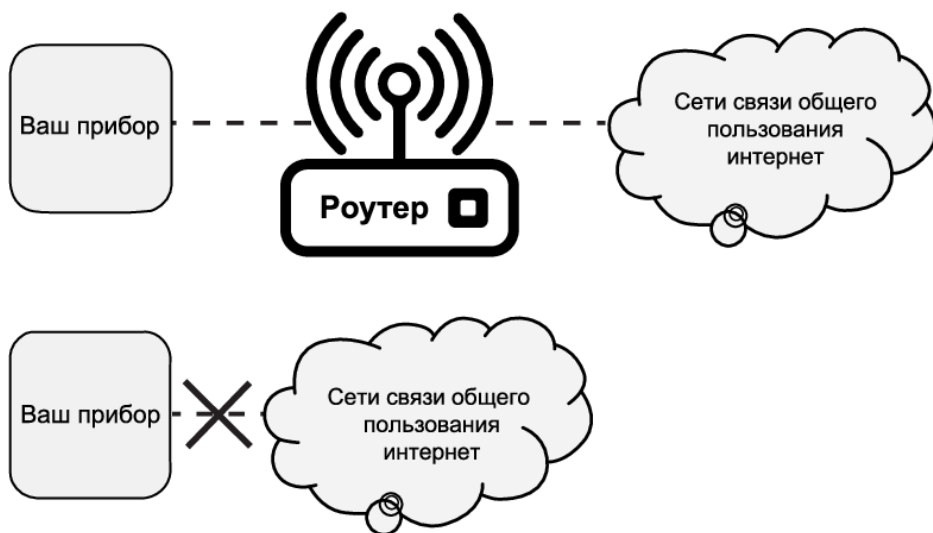 Ваш прибор
Роутер
Сети связи общего
пользования
интернет
Ваш прибор
Сети связи общего
пользования
интернет